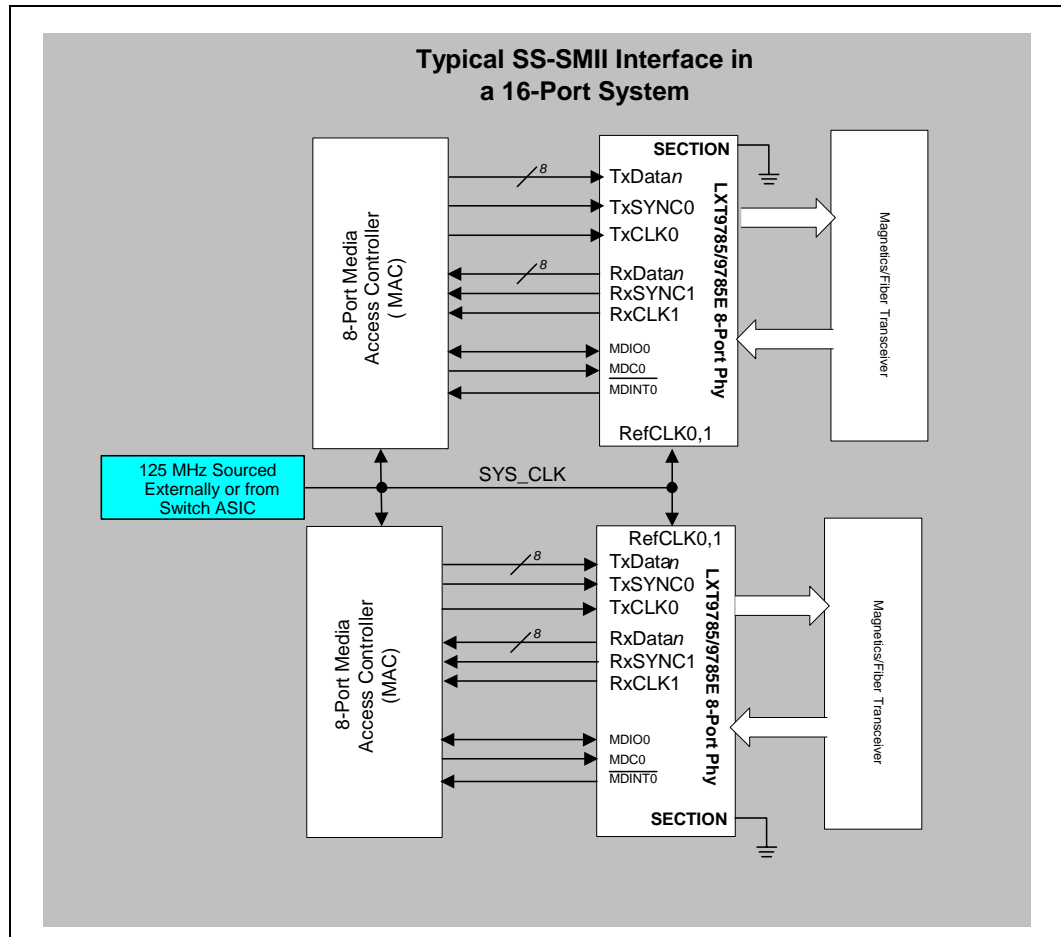 Typical SS-SMII Interface in
a 16-Port System
8-Port Media
Access Controller
( MAC)
8
8
SECTION
TxDatan
TxSYNC0
TxCLK0
RxDatan
RxSYNC1
RxCLK1
MDIO0
MDC0
MDINT0
RefCLK0,1
LXT9785/9785E 8-Port Phy
Magnetics/Fiber Transceiver
125 MHz Sourced
Externally or from
Switch ASIC
SYS_CLK
8-Port Media
Access Controller
(MAC)
8
8
RefCLK0,1
TxDatan
TxSYNC0
TxCLK0
RxDatan
RxSYNC1
RxCLK1
MDIO0
MDC0
MDINT0
SECTION
LXT9785/9785E 8-Port Phy
Magnetics/Fiber Transceiver